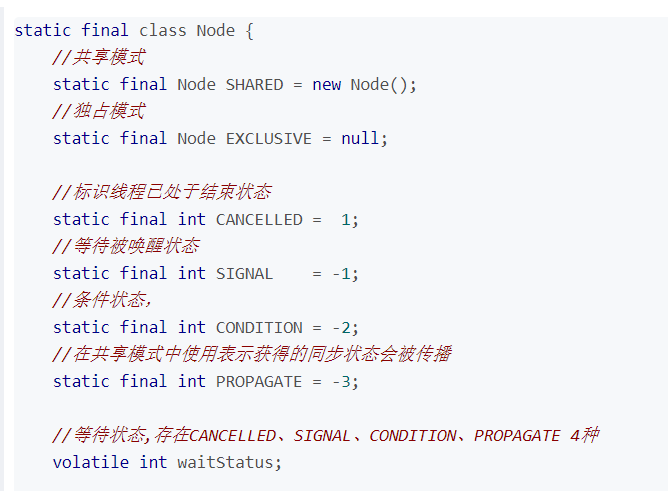 static final class Node {
//共享模式
static final Node SHARED = new Node();
//独占模式
static final Node EXCLUSIVE = null;
//标识线程已处于结束状态
static final int CANCELLED =  1;
//等待被唤醒状态
static final int SIGNAL    = -1;
//条件状态，
static final int CONDITION = -2;
//在共享模式中使用表示获得的同步状态会被传播
static final int PROPAGATE = -3;
//等待状态,存在CANCELLED、SIGNAL、CONDITION、PROPAGATE 4种
volatile int waitStatus;